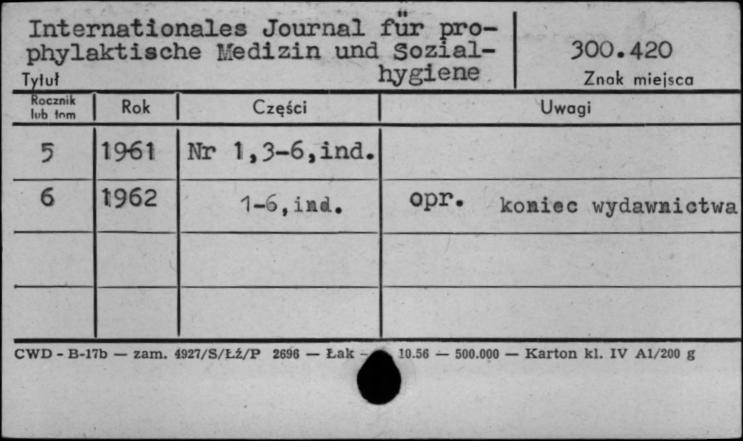 Internationales Journal für pro-
phylaktische Medizin und Sozial-
hygiene
300.420
Tytuł
Znak miejsca
Rocznik
lub tom
Rok
Części
Uwagi
5 1961 Nr 1,3-6,ind.
6 1962 1-6,ind. opr. koniec wydawnictwa
CWD - B-17b — zam. 4927/S/ŁŹ/P 2696 — Łak - 10.56 — 500.000 — Karton kl. IV A1/200 g